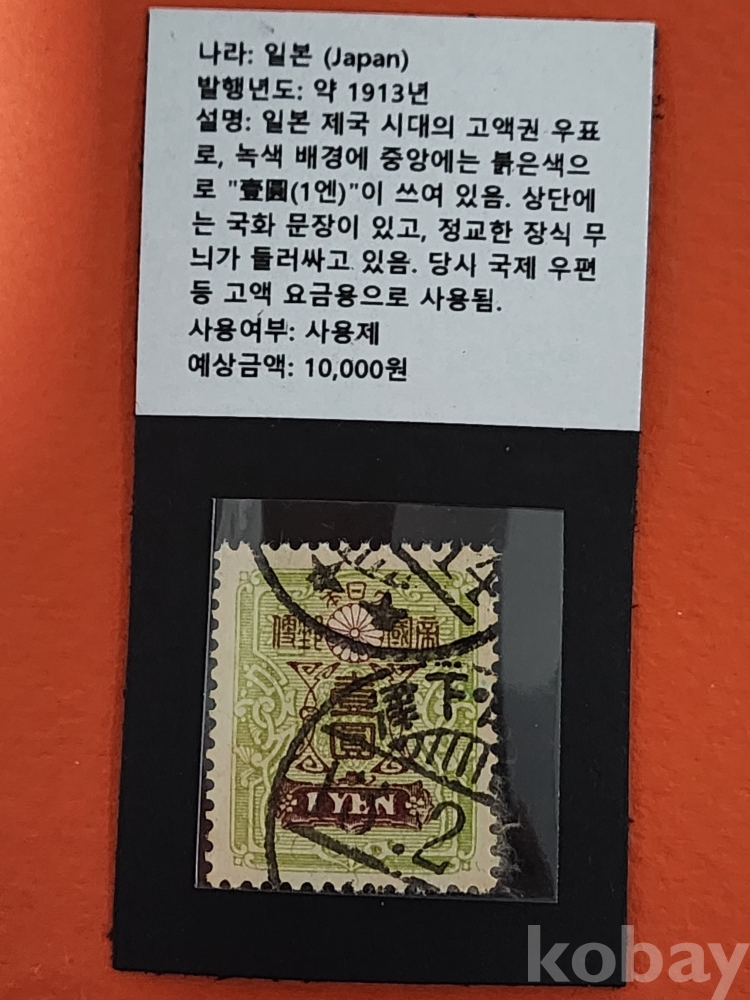 나라: 일본 (Japan)
발행년도: 약 1913년
설명: 일본 제국 시대의 고액권 우표
로, 녹색 배경에 중앙에는 붉은색으
로 "壹圓(1엔)"이 쓰여 있음. 상단에
는 국화 문장이 있고, 정교한 장식 무
늬가 둘러싸고 있음. 당시 국제 우편
등 고액 요금용으로 사용됨.
사용여부: 사용제
예상금액: 10,000원
14
日
便郵 國帝
壹圓
下
1 YEN
2
kobay